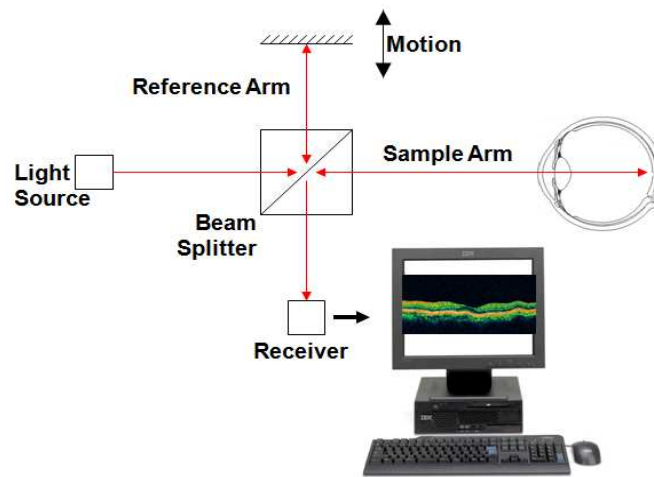 Motion
Reference Arm
Light
Source
Sample Arm
Beam
Splitter
Receiver
IBM
IBM